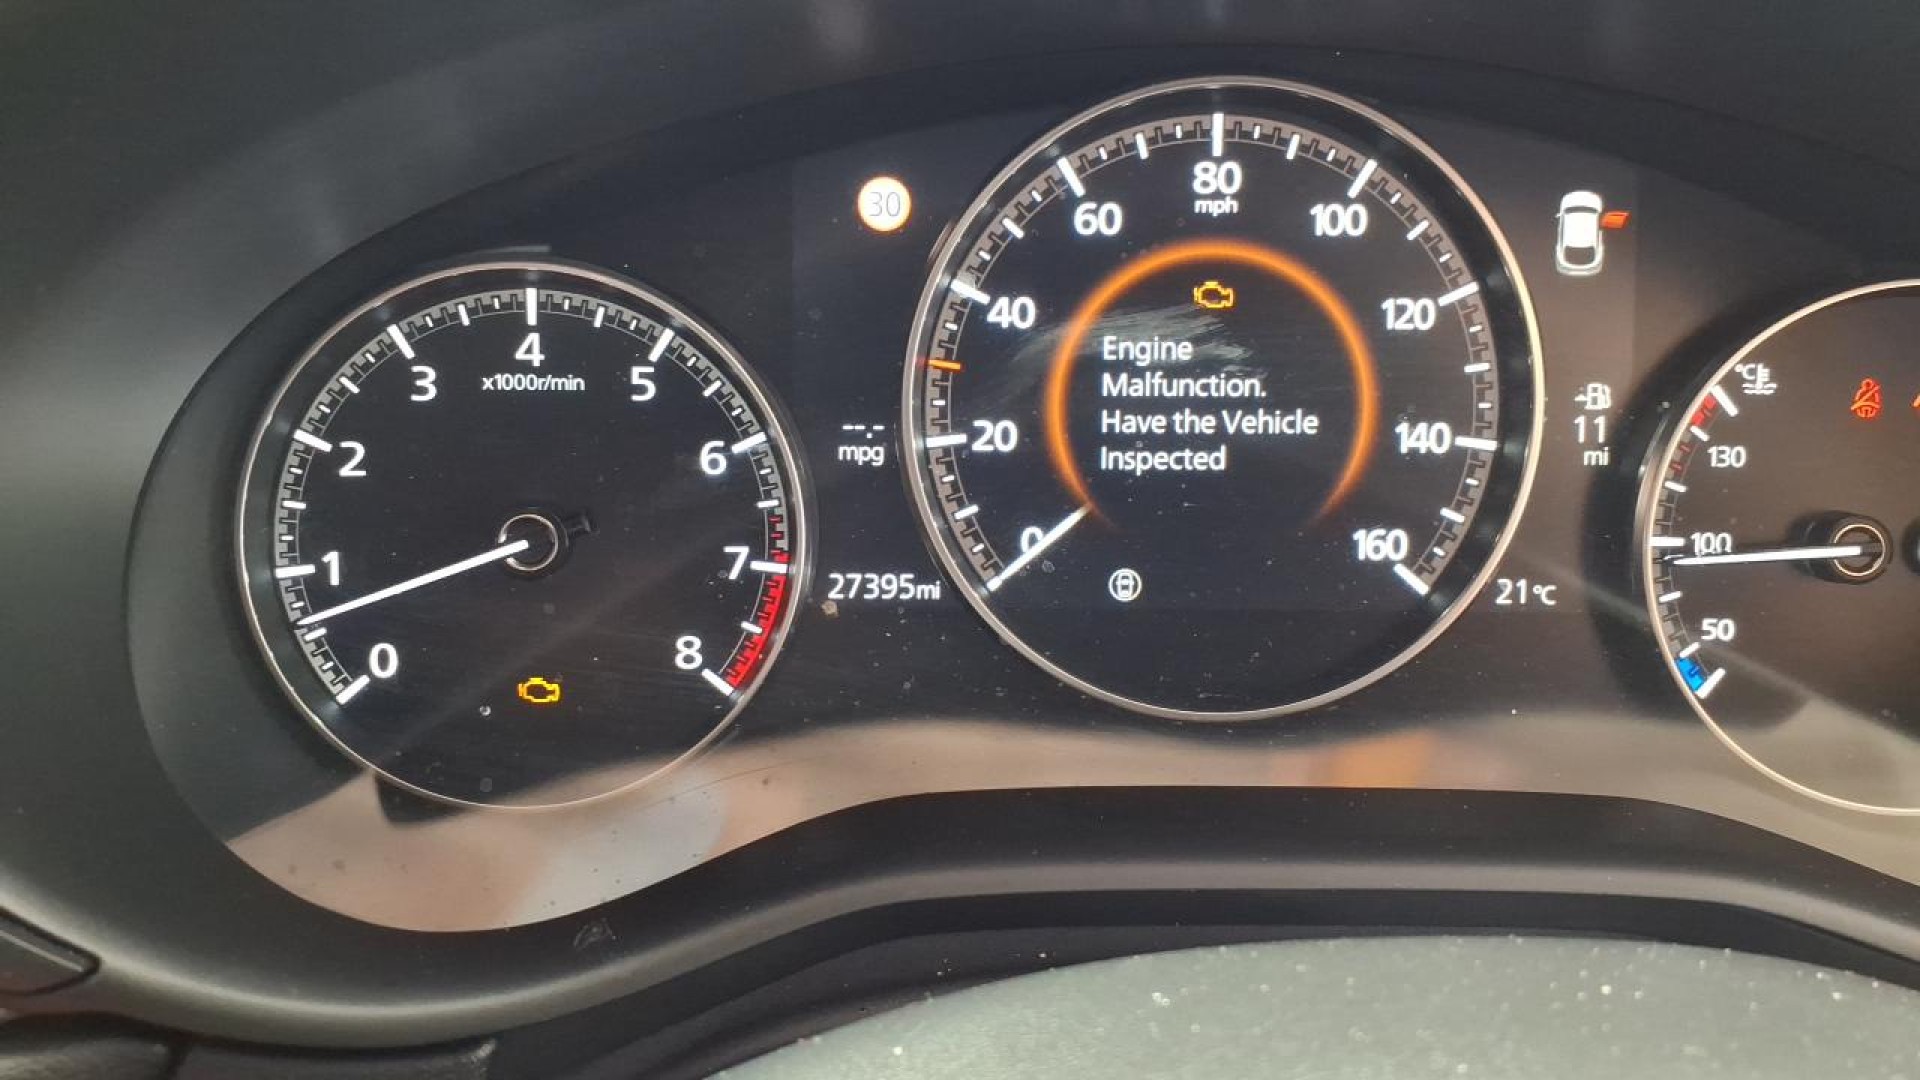 30
0
1
2
3
4
x1000r/min
5
6
7
8
--.-
mpg
27395mi
0
20
40
60
80
mph
100
120
140
160
Engine
Malfunction.
Have the Vehicle
Inspected
11
mi
21°C
°C
130
100
50